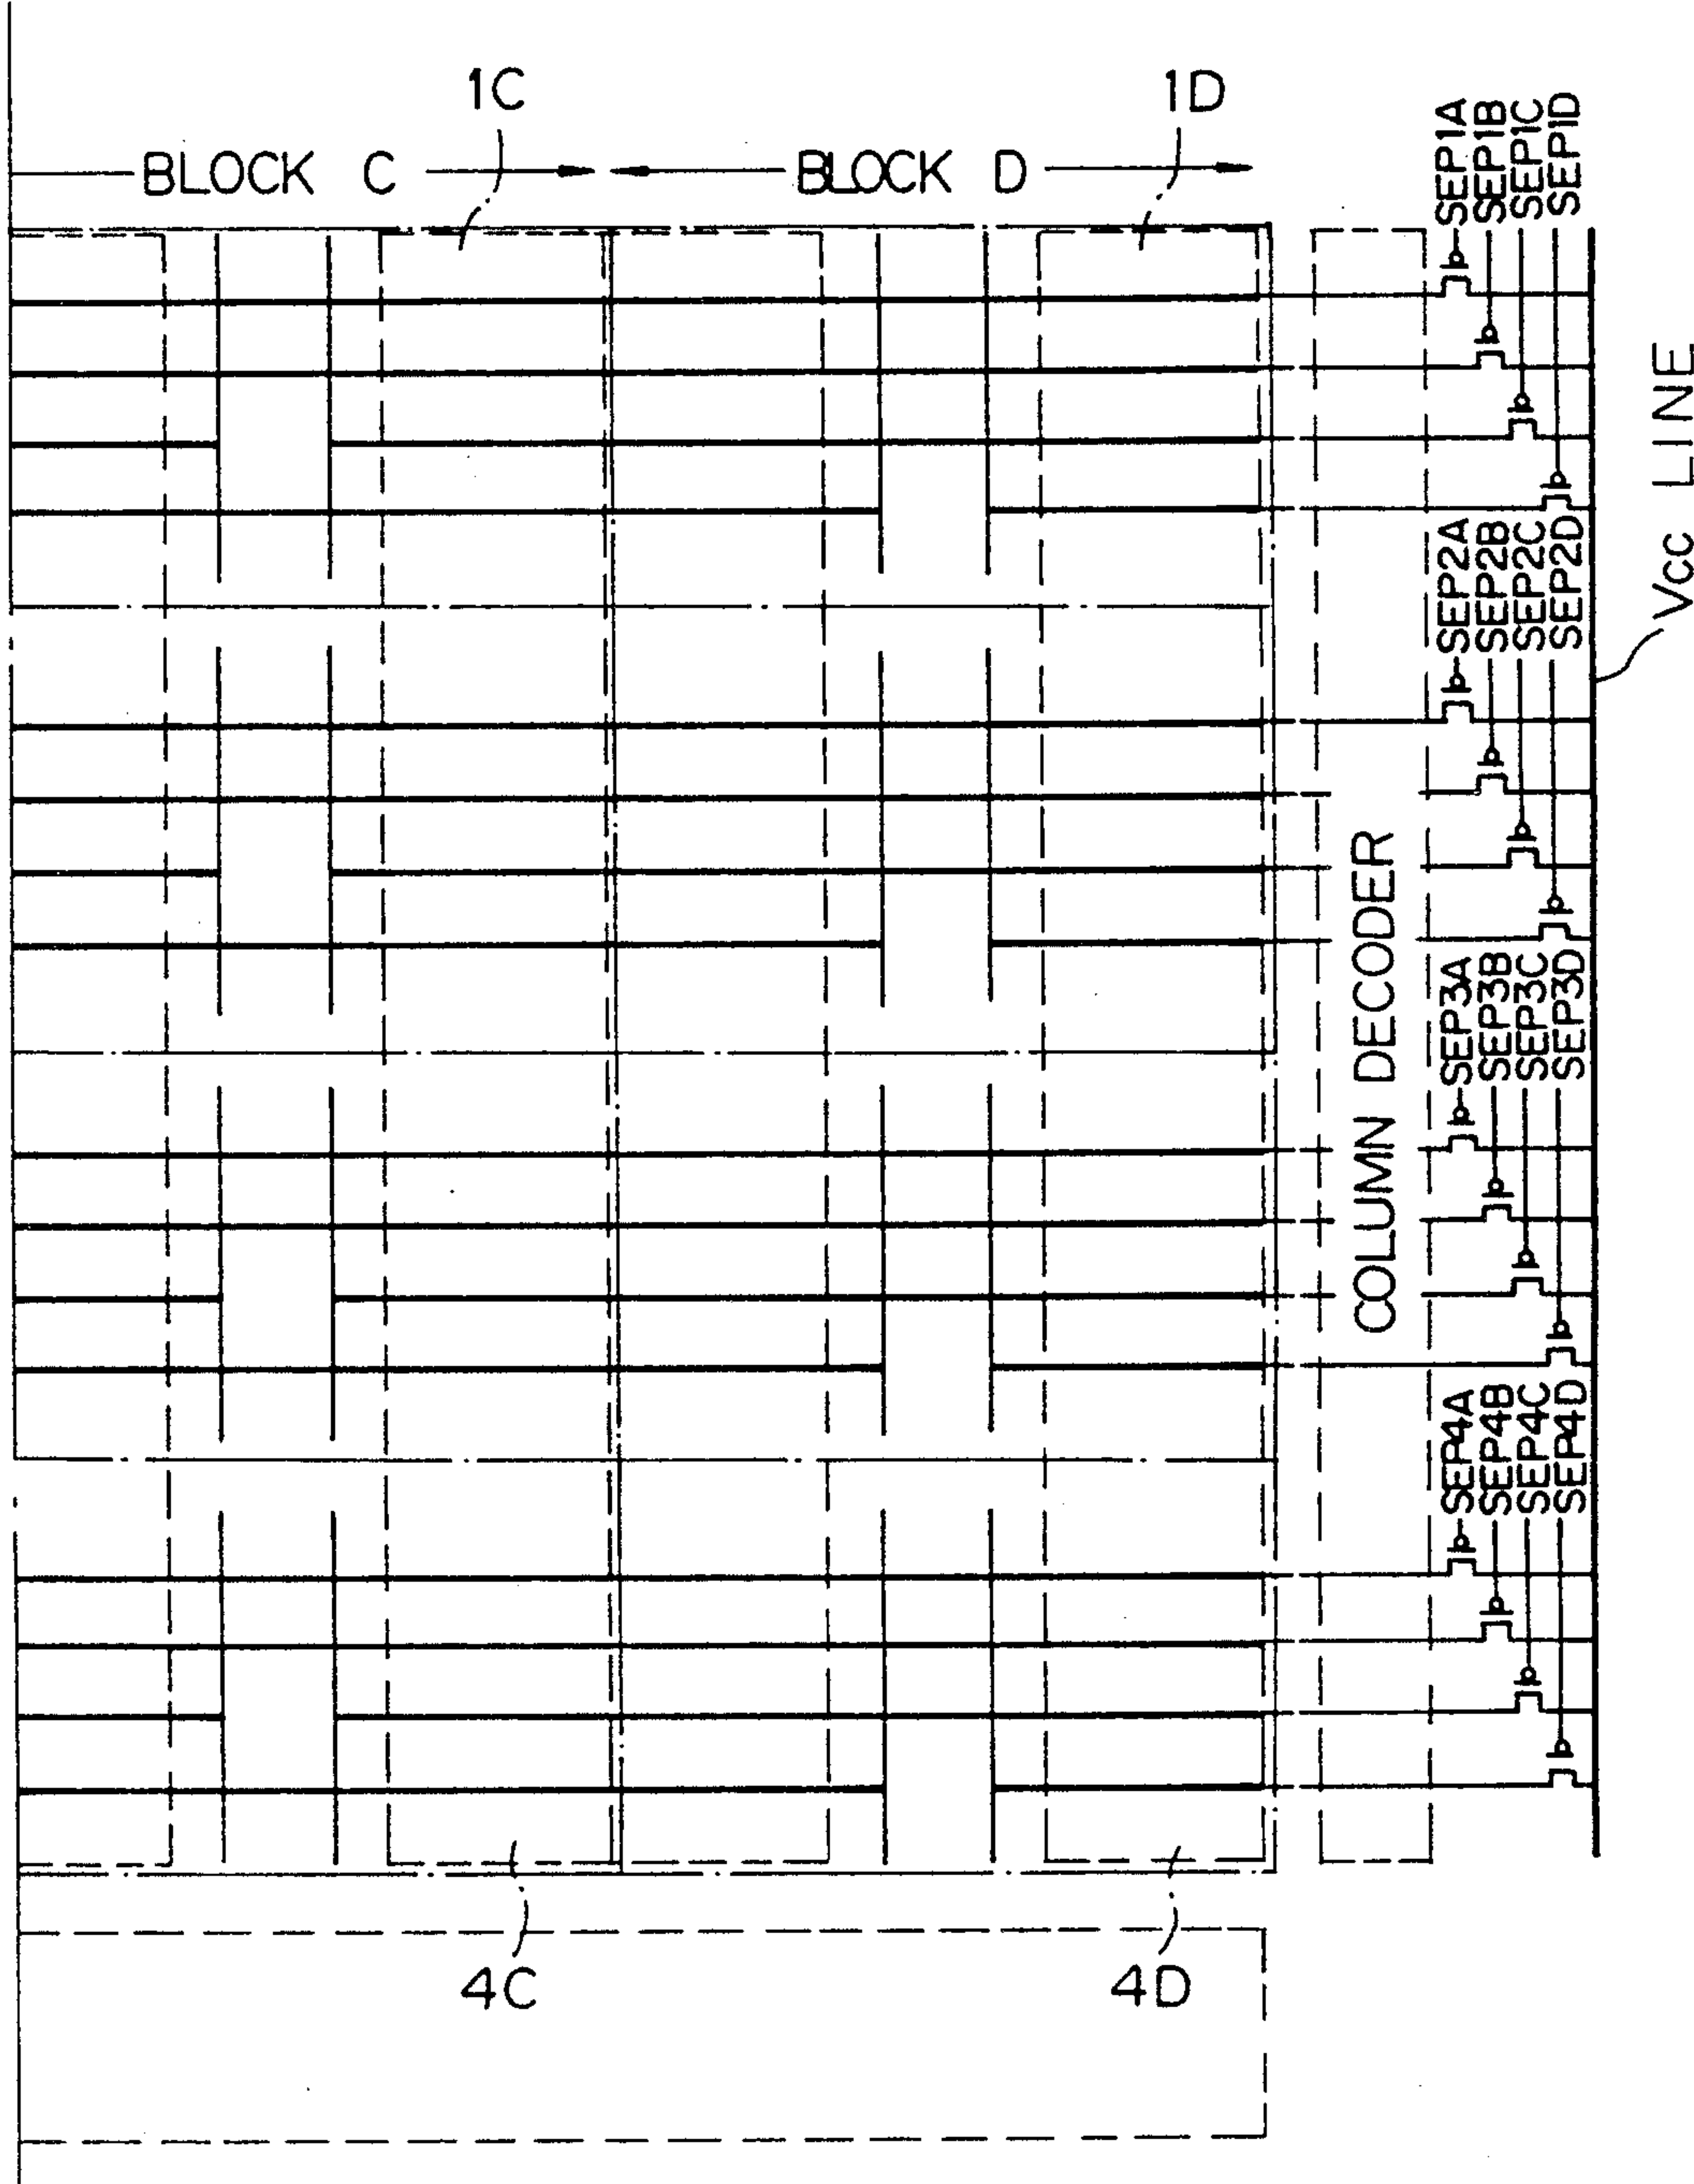 1C
1D
BLOCK C
BLOCK D
SEP1A
SEP1B
SEP1C
SEP1D
Vcc LINE
SEP2A
SEP2B
SEP2C
SEP2D
COLUMN DECODER
SEP3A
SEP3B
SEP3C
SEP3D
SEP4A
SEP4B
SEP4C
SEP4D
4C
4D